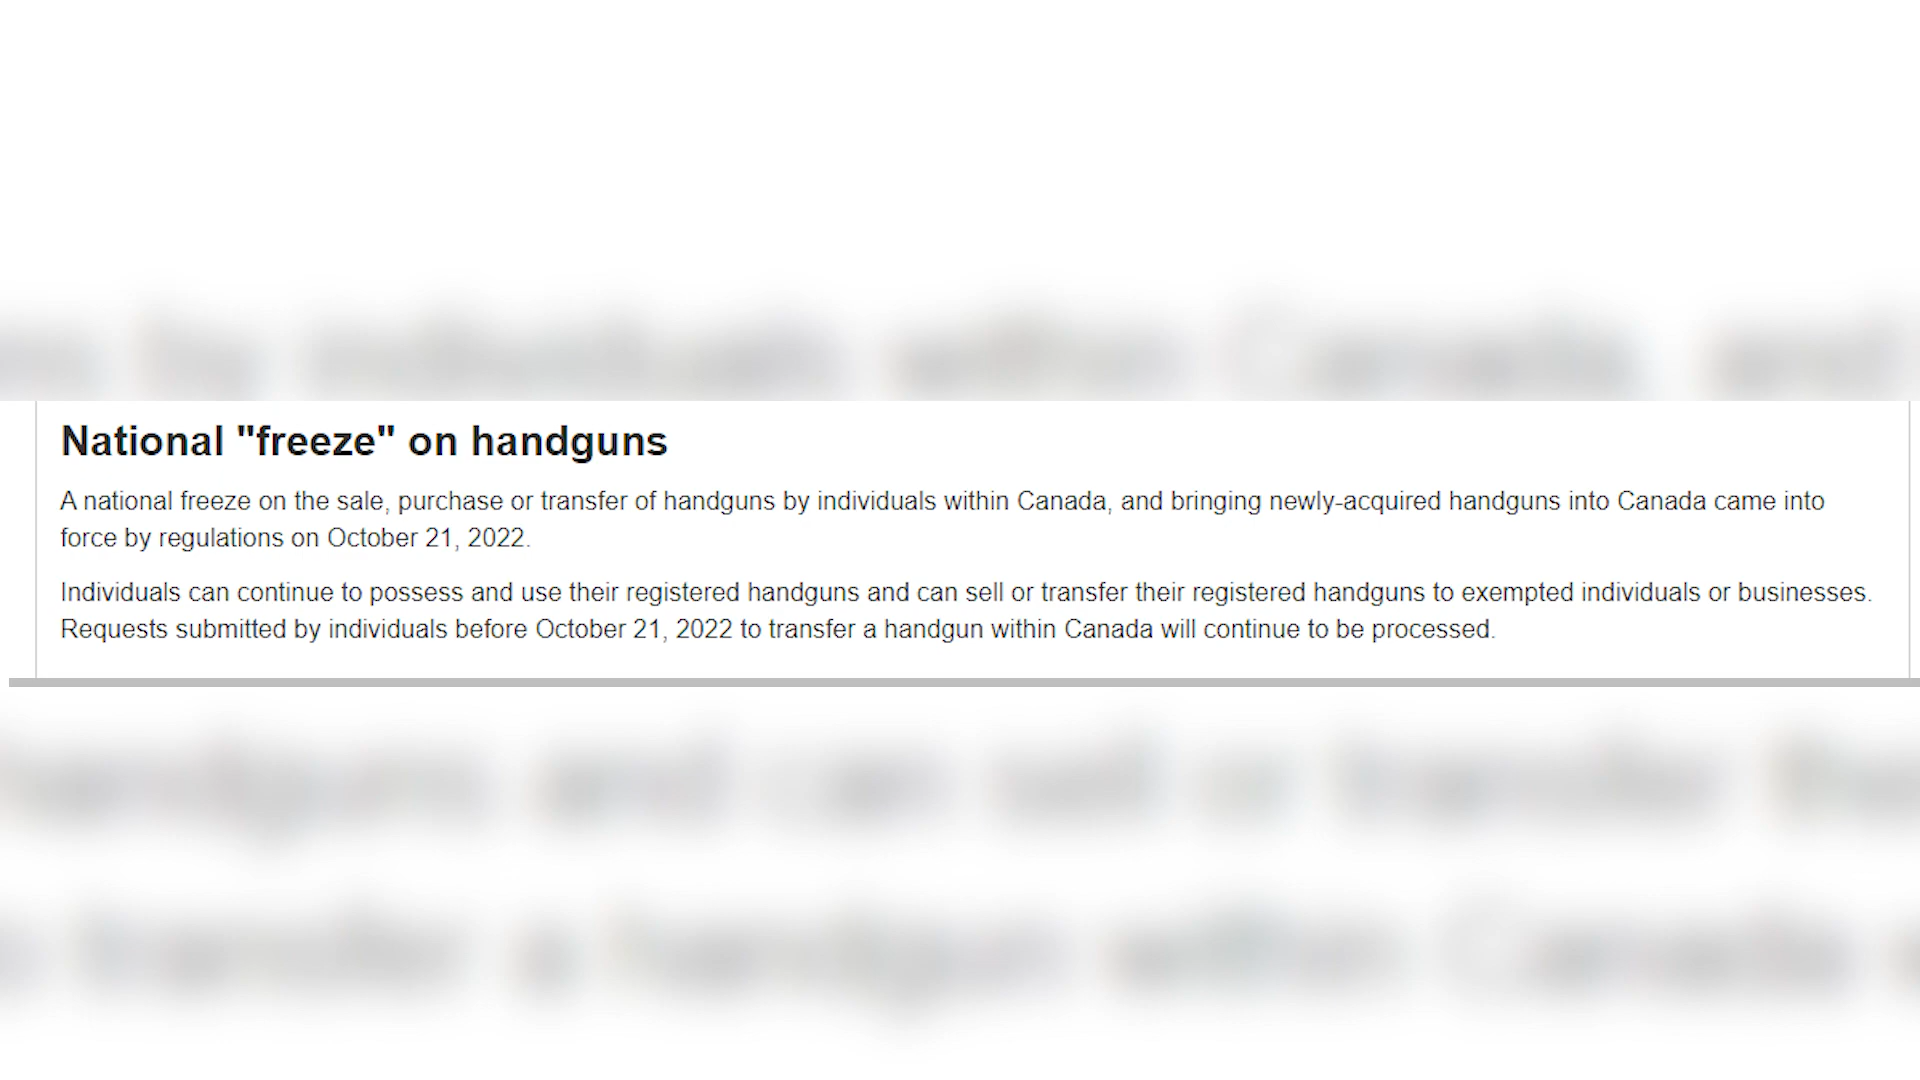 National "freeze" on handguns
A national freeze on the sale, purchase or transfer of handguns by individuals within Canada, and bringing newly-acquired handguns into Canada came into
force by regulations on October 21, 2022.
Individuals can continue to possess and use their registered handguns and can sell or transfer their registered handguns to exempted individuals or businesses.
Requests submitted by individuals before October 21, 2022 to transfer a handgun within Canada will continue to be processed.